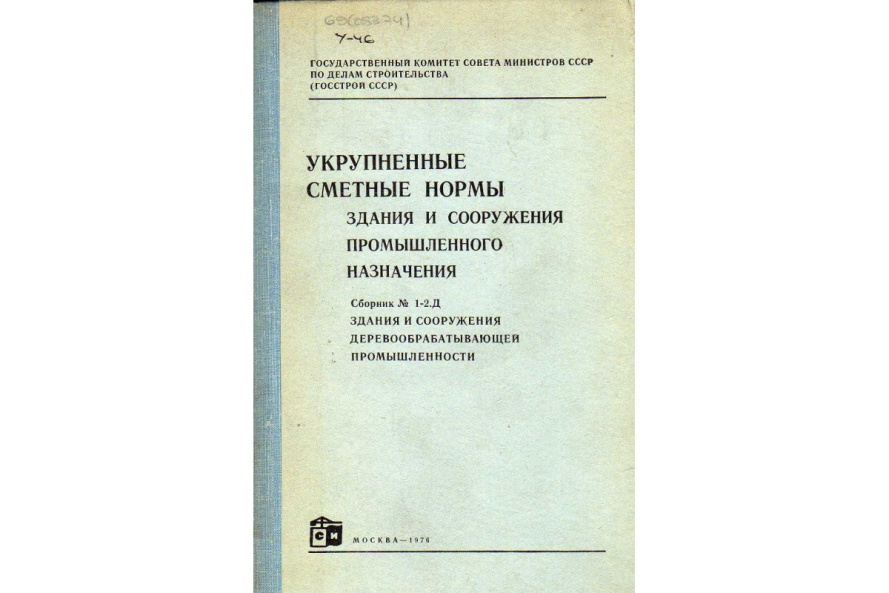 69(083.74)
У-46
ГОСУДАРСТВЕННЫЙ КОМИТЕТ СОВЕТА МИНИСТРОВ СССР
ПО ДЕЛАМ СТРОИТЕЛЬСТВА
(ГОССТРОЙ СССР)
УКРУПНЕННЫЕ
СМЕТНЫЕ НОРМЫ
ЗДАНИЯ И СООРУЖЕНИЯ
ПРОМЫШЛЕННОГО
НАЗНАЧЕНИЯ
Сборник № 1-2.Д
ЗДАНИЯ И СООРУЖЕНИЯ
ДЕРЕВООБРАБАТЫВАЮЩЕЙ
ПРОМЫШЛЕННОСТИ
СИ
МОСКВА—1976